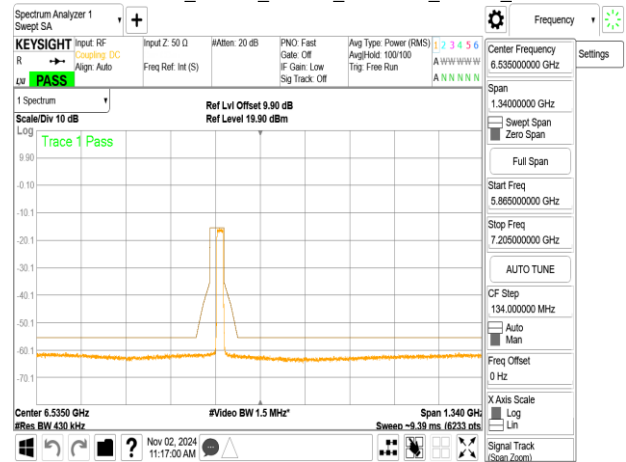 Spectrum Analyzer 1
Swept SA
Frequency
KEYSIGHT
R
LXI
PASS
Input: RF
Coupling: DC
Align: Auto
Input Z: 50 Ω
Freq Ref: Int (S)
#Atten: 20 dB
PNO: Fast
Gate: Off
IF Gain: Low
Sig Track: Off
Avg Type: Power (RMS)
Avg|Hold: 100/100
Trig: Free Run
1 2 3 4 5 6
A W W W W W
A N N N N N
Center Frequency
6.535000000 GHz
Settings
Span
1.34000000 GHz
Swept Span
Zero Span
Full Span
Start Freq
5.865000000 GHz
Stop Freq
7.205000000 GHz
AUTO TUNE
CF Step
134.000000 MHz
Auto
Man
Freq Offset
0 Hz
X Axis Scale
Log
Lin
Signal Track
(Span Zoom)
1 Spectrum
Scale/Div 10 dB
Ref Lvl Offset 9.90 dB
Ref Level 19.90 dBm
Log
Trace 1 Pass
9.90
-0.10
-10.1
-20.1
-30.1
-40.1
-50.1
-60.1
-70.1
Center 6.5350 GHz
#Res BW 430 kHz
#Video BW 1.5 MHz*
Span 1.340 GHz
Sweep ~9.39 ms (6233 pts
Nov 02, 2024
11:17:00 AM